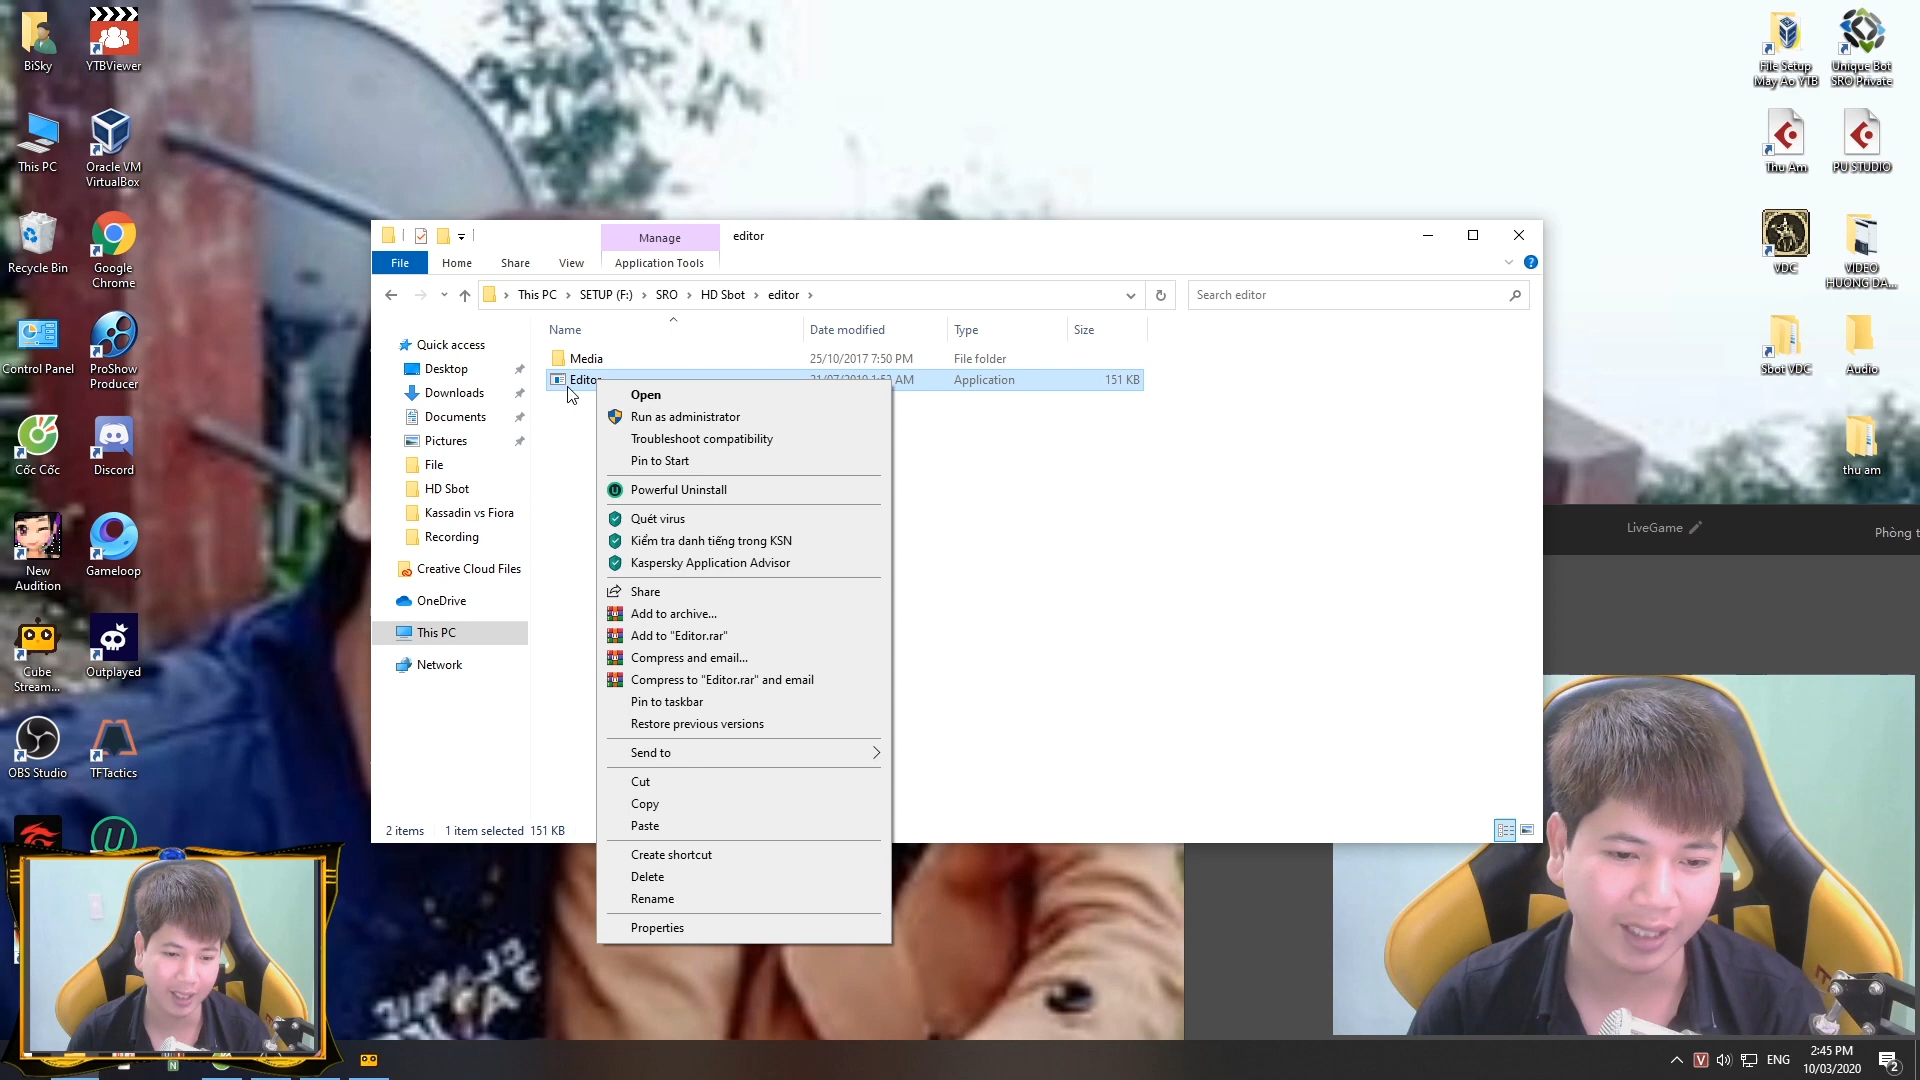 BiSky
YTBViewer
This PC
Oracle VM
VirtualBox
Recycle Bin
Google
Chrome
Control Panel
ProShow
Producer
Cốc Cốc
Discord
New
Audition
Gameloop
Cube
Stream...
Outplayed
OBS Studio
TFTactics
File Setup
May Ao YTB
Unique Bot
SRO Private
Thu Am
PU STUDIO
VDC
VIDEO
HUONG DA...
Sbot VDC
Audio
thu am
Manage
editor
File
Home
Share
View
Application Tools
This PC
SETUP (F:)
SRO
HD Sbot
editor
Search editor
Name
Date modified
Type
Size
Media
25/10/2017 7:50 PM
File folder
Editor
AM
Application
151 KB
Quick access
Desktop
Downloads
Documents
Pictures
File
HD Sbot
Kassadin vs Fiora
Recording
Creative Cloud Files
OneDrive
This PC
Network
2 items
1 item selected 151 KB
Open
Run as administrator
Troubleshoot compatibility
Pin to Start
Powerful Uninstall
Quét virus
Kiểm tra danh tiếng trong KSN
Kaspersky Application Advisor
Share
Add to archive...
Add to "Editor.rar"
Compress and email...
Compress to "Editor.rar" and email
Pin to taskbar
Restore previous versions
Send to
Cut
Copy
Paste
Create shortcut
Delete
Rename
Properties
LiveGame
Phòng t
ENG
2:45 PM
10/03/2020
2